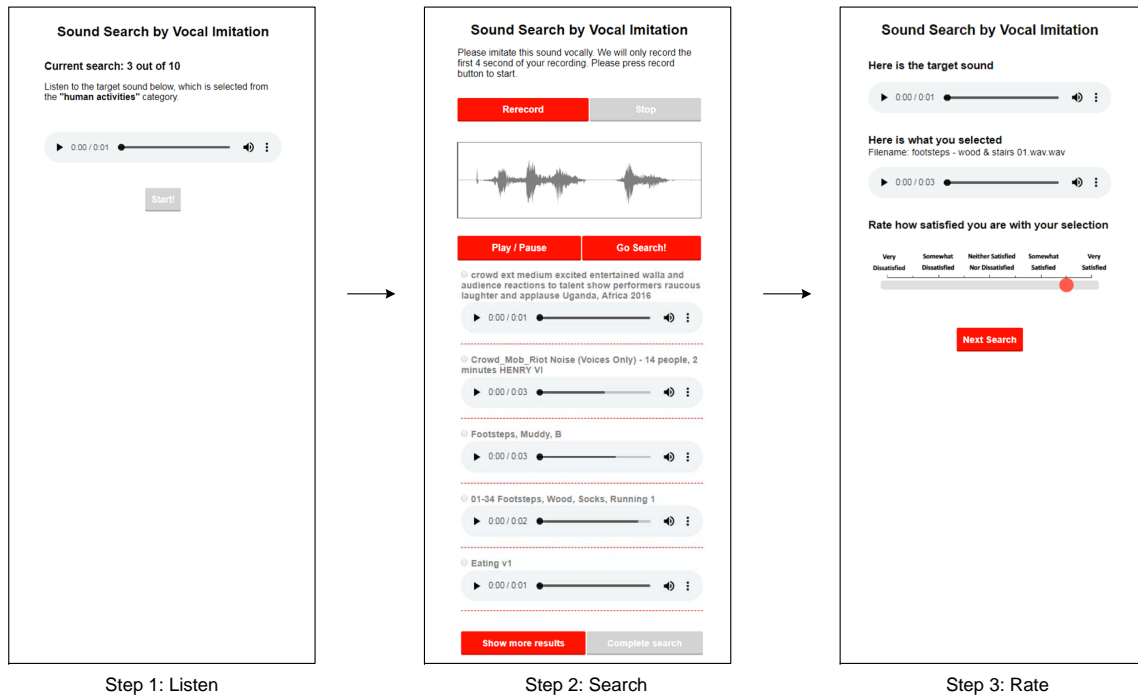 Sound Search by Vocal Imitation
Current search: 3 out of 10
Listen to the target sound below, which is selected from
the "human activities" category.
0:00 / 0:01
Start!
Step 1: Listen
Sound Search by Vocal Imitation
Please imitate this sound vocally. We will only record the
first 4 second of your recording. Please press record
button to start.
Rerecord Stop
Play / Pause Go Search!
crowd ext medium excited entertained walla and
audience reactions to talent show performers raucous
laughter and applause Uganda, Africa 2016
0:00 / 0:01
Crowd_Mob_Riot Noise (Voices Only) - 14 people, 2
minutes HENRY VI
0:00 / 0:03
Footsteps, Muddy, B
0:00 / 0:03
01-34 Footsteps, Wood, Socks, Running 1
0:00 / 0:02
Eating v1
0:00 / 0:01
Show more results Complete search
Step 2: Search
Sound Search by Vocal Imitation
Here is the target sound
0:00 / 0:01
Here is what you selected
Filename: footsteps - wood & stairs 01.wav.wav
0:00 / 0:03
Rate how satisfied you are with your selection
Very Somewhat Neither Satisfied Somewhat Very
Dissatisfied Dissatisfied Nor Dissatisfied Satisfied Satisfied
Next Search
Step 3: Rate